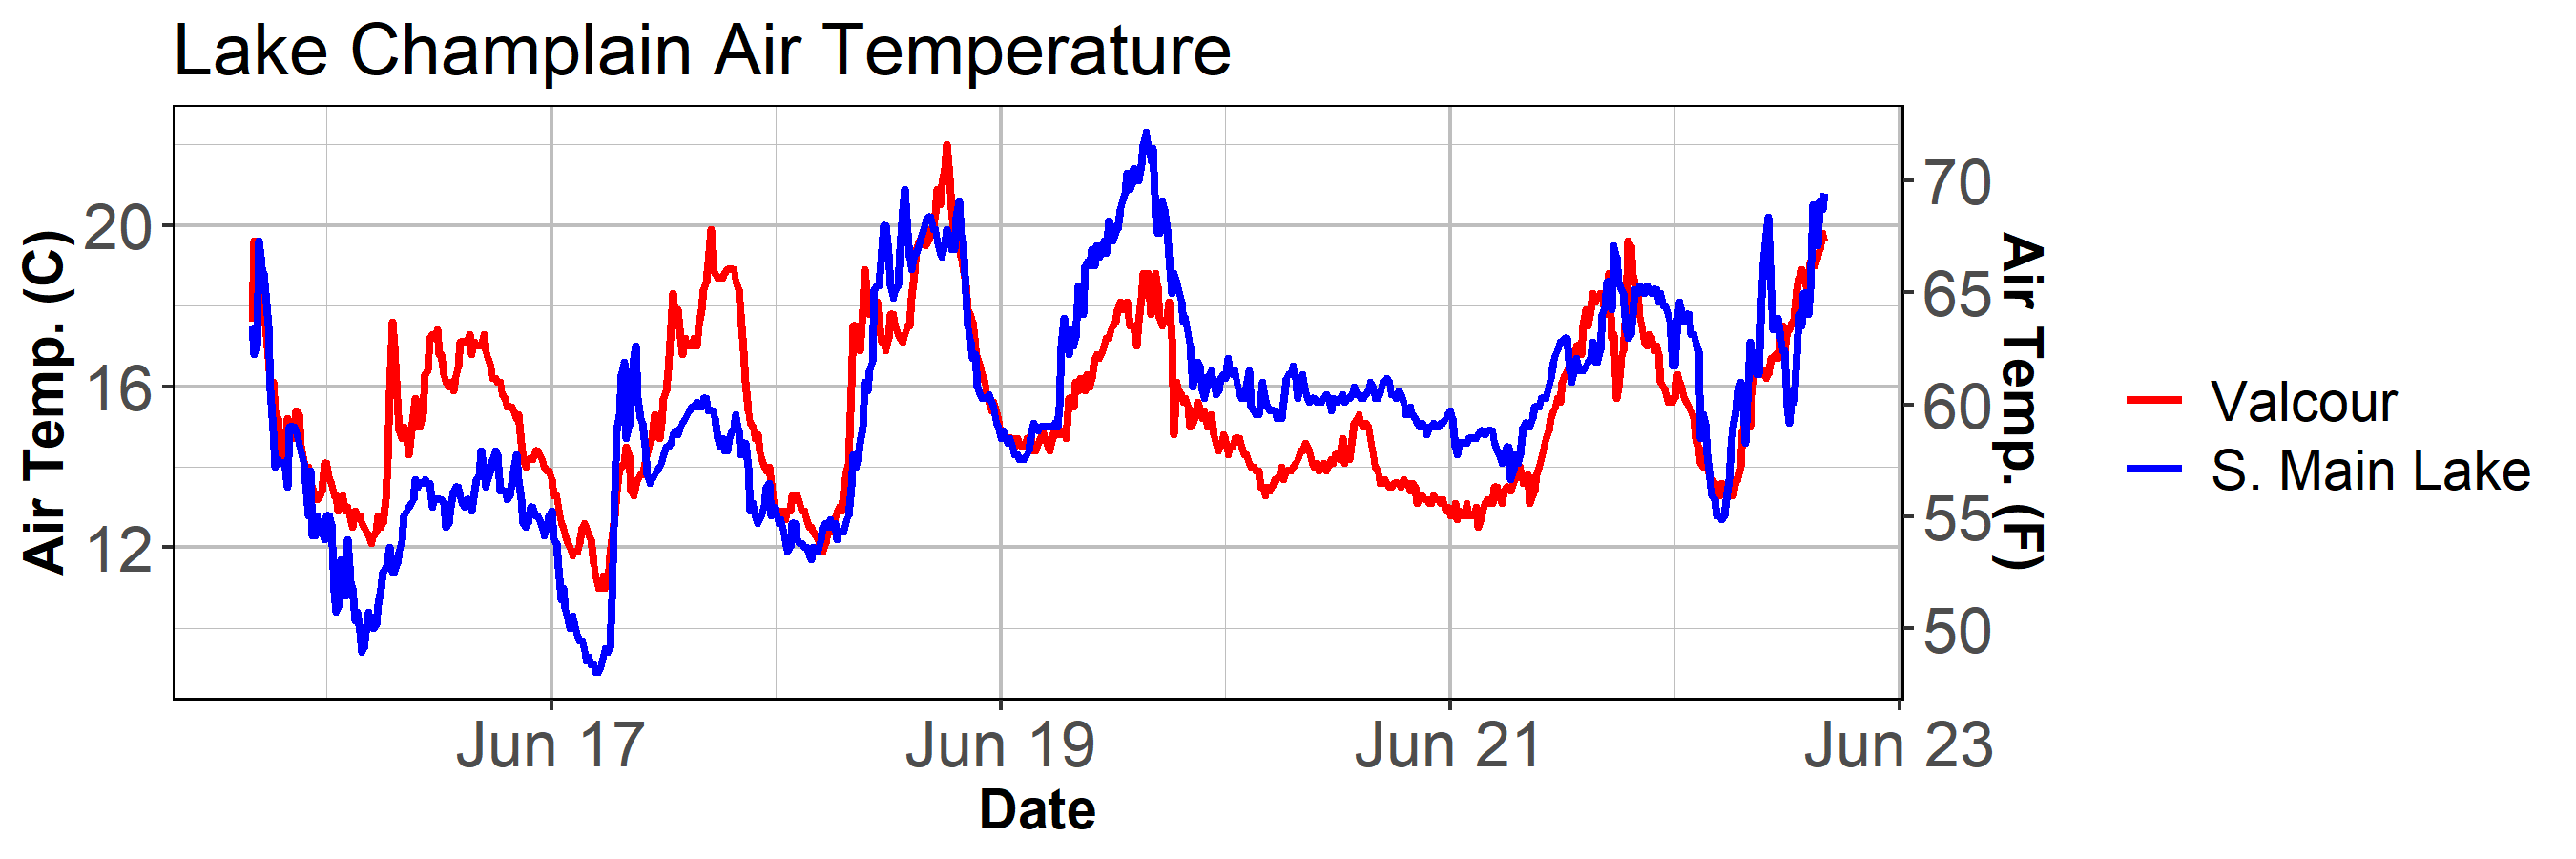 Lake Champlain Air Temperature
Air Temp. (C)
20
16
12
70
65
60
55
50
Air Temp. (F)
Valcour
S. Main Lake
Jun 17
Jun 19
Jun 21
Jun 23
Date